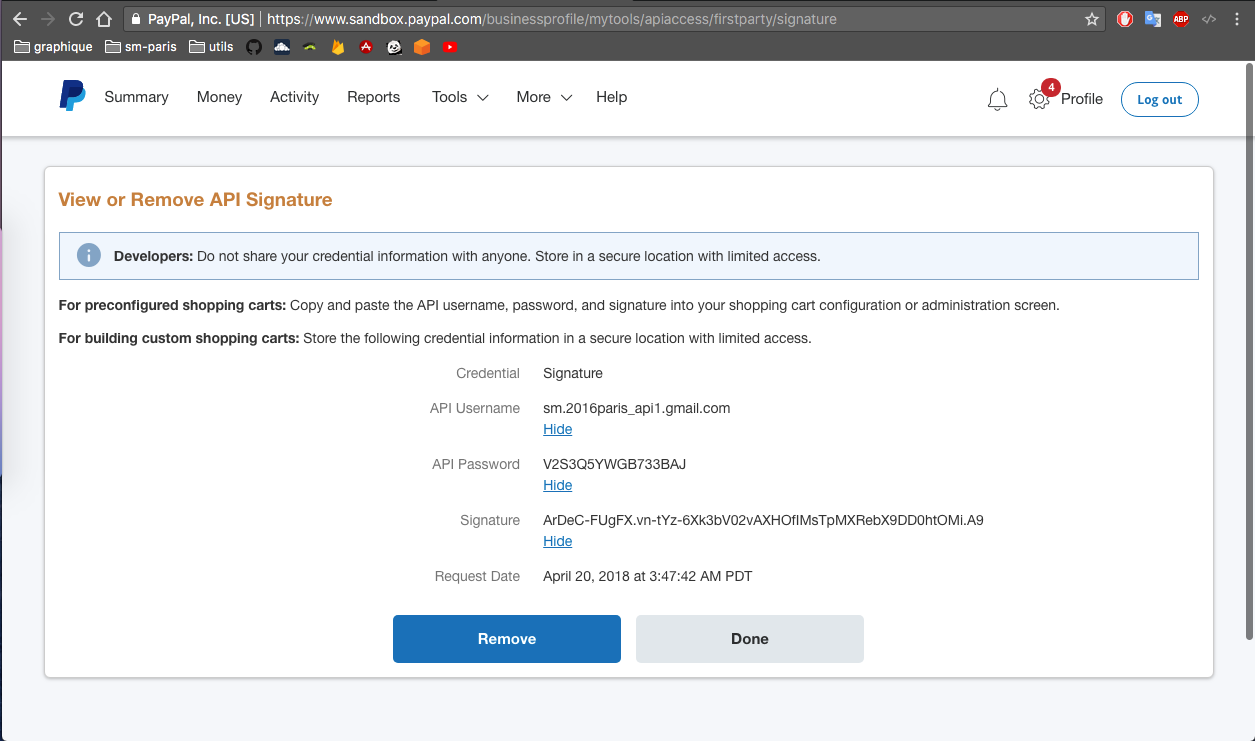 PayPal, Inc. [US] | https://www.sandbox.paypal.com/businessprofile/mytools/apiaccess/firstparty/signature
graphique sm-paris utils ABP
Summary Money Activity Reports Tools More Help 4 Profile Log out
View or Remove API Signature
Developers: Do not share your credential information with anyone. Store in a secure location with limited access.
For preconfigured shopping carts: Copy and paste the API username, password, and signature into your shopping cart configuration or administration screen.
For building custom shopping carts: Store the following credential information in a secure location with limited access.
Credential Signature
API Username sm.2016paris_api1.gmail.com
Hide
API Password V2S3Q5YWGB733BAJ
Hide
Signature
Hide
Request Date April 20, 2018 at 3:47:42 AM PDT
Remove Done